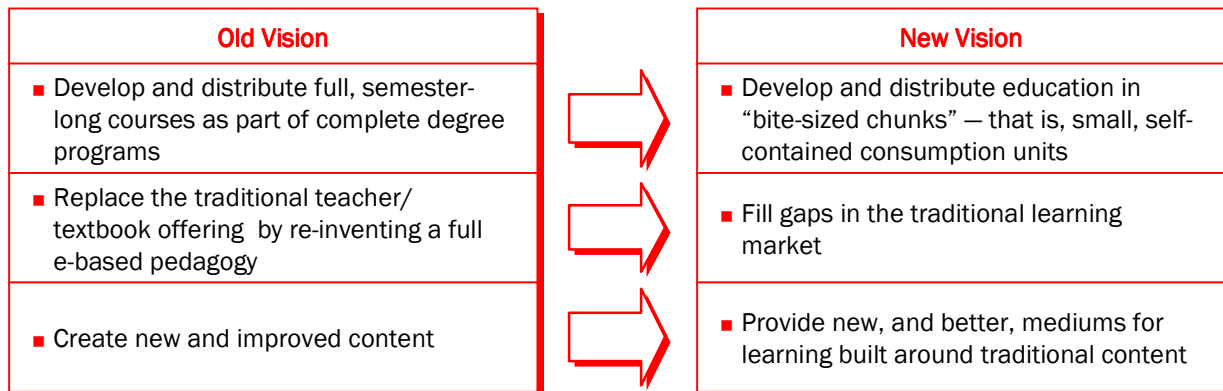 Old Vision
■ Develop and distribute full, semester-
long courses as part of complete degree
programs
■ Replace the traditional teacher/
textbook offering by re-inventing a full
e-based pedagogy
■ Create new and improved content
New Vision
■ Develop and distribute education in
“bite-sized chunks” — that is, small, self-
contained consumption units
■ Fill gaps in the traditional learning
market
■ Provide new, and better, mediums for
learning built around traditional content